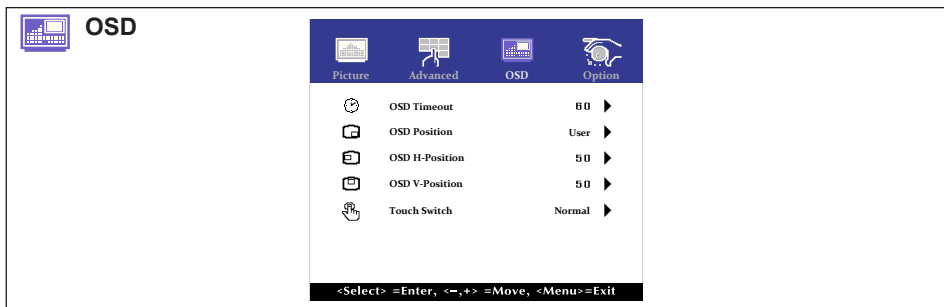 OSD
Picture Advanced OSD Option
OSD Timeout 60
OSD Position User
OSD H-Position 50
OSD V-Position 50
Touch Switch Normal
<Select> =Enter, <−,+> =Move, <Menu>=Exit